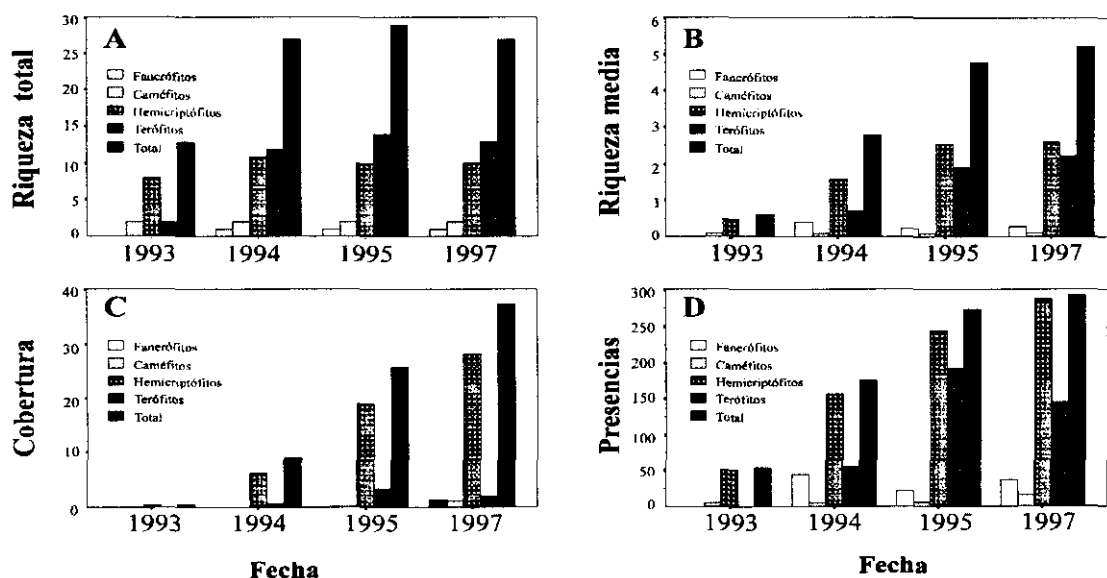 A
Riqueza total
30
25
20
15
10
5
0
Fanerófitos
Caméfitos
Hemicriptófitos
Terófitos
Total
1993 1994 1995 1997
B
Riqueza media
6
5
4
3
2
1
0
Fanerófitos
Caméfitos
Hemicriptófitos
Terófitos
Total
1993 1994 1995 1997
C
Cobertura
40
30
20
10
0
Fanerófitos
Caméfitos
Hemicriptófitos
Terófitos
Total
1993 1994 1995 1997
Fecha
D
Presencias
300
250
200
150
100
50
0
Fanerófitos
Caméfitos
Hemicriptófitos
Terófitos
Total
1993 1994 1995 1997
Fecha